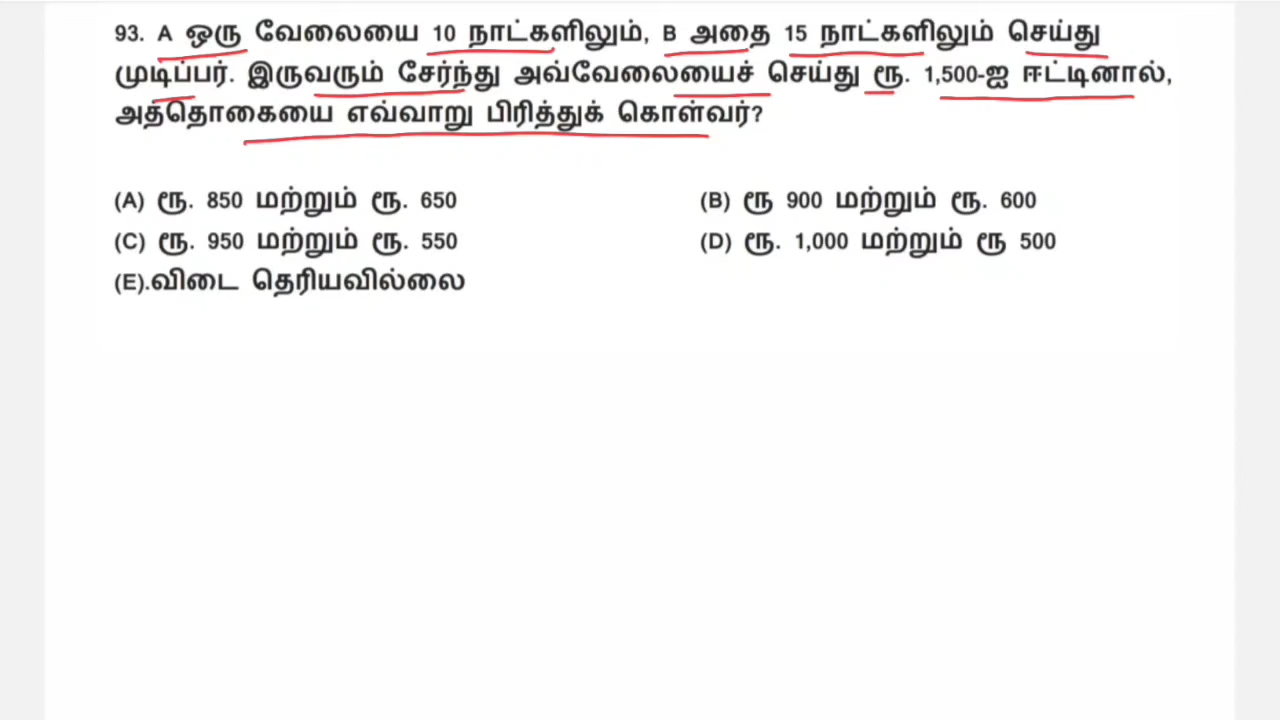 93. A ஒரு வேலையை 10 நாட்களிலும், B அதை 15 நாட்களிலும் செய்து
முடிப்பர். இருவரும் சேர்ந்து அவ்வேலையைச் செய்து ரூ. 1,500-ஐ ஈட்டினால்,
அத்தொகையை எவ்வாறு பிரித்துக் கொள்வர்?
(A) ரூ. 850 மற்றும் ரூ. 650 (B) ரூ 900 மற்றும் ரூ. 600
(C) ரூ. 950 மற்றும் ரூ. 550 (D) ரூ. 1,000 மற்றும் ரூ 500
(E).விடை தெரியவில்லை